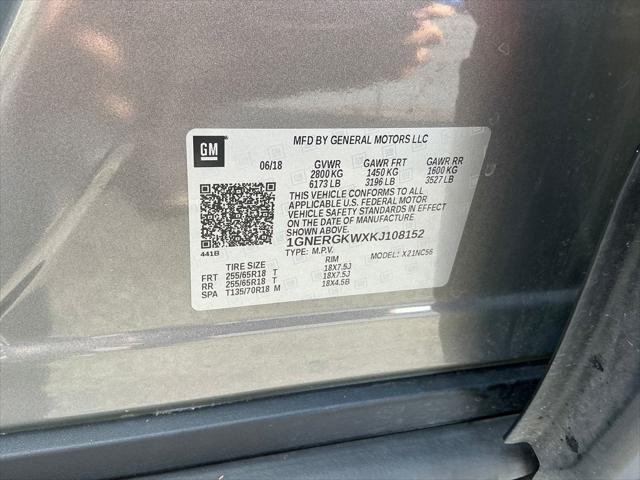 GM
MFD BY GENERAL MOTORS LLC
06/18 GVWR GAWR FRT GAWR RR
2800 KG 1450 KG 1600 KG
6173 LB 3196 LB 3527 LB
THIS VEHICLE CONFORMS TO ALL
APPLICABLE U.S. FEDERAL MOTOR
VEHICLE SAFETY STANDARDS IN EFFECT
ON THE DATE OF MANUFACTURE
SHOWN ABOVE.
1GNERGKWXKJ108152
441B TYPE: M.P.V. MODEL: X21NC56
TIRE SIZE RIM
FRT 255/65R18 T 18X7.5J
RR 255/65R18 T 18X7.5J
SPA T135/70R18 M 18X4.5B